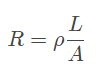 R = ρ L/A